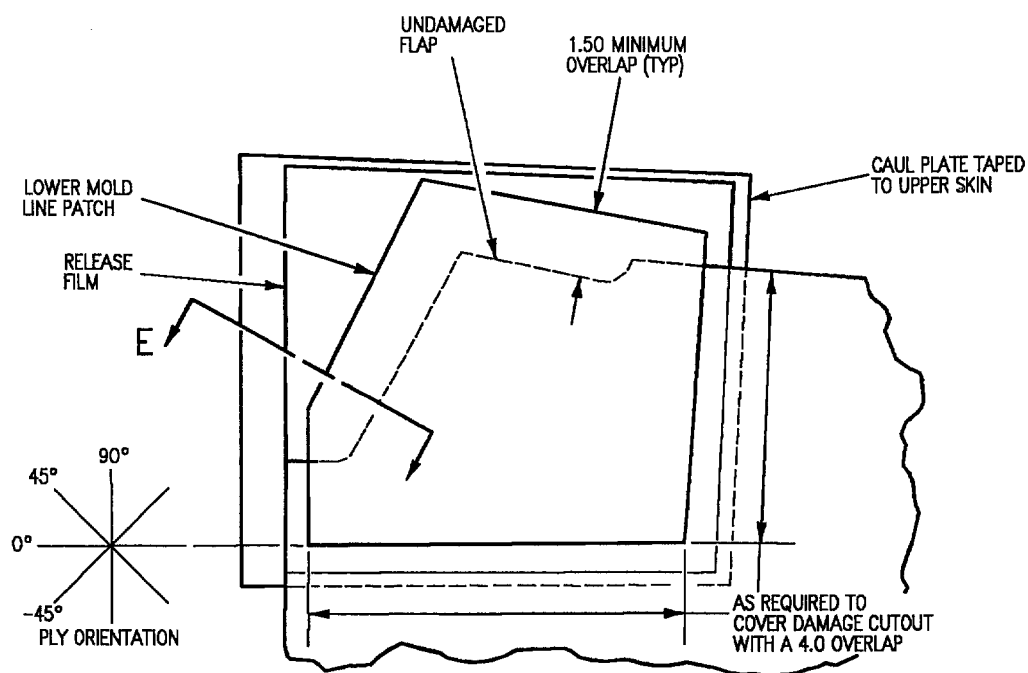 UNDAMAGED
FLAP
1.50 MINIMUM
OVERLAP (TYP)
CAUL PLATE TAPED
TO UPPER SKIN
LOWER MOLD
LINE PATCH
RELEASE
FILM
E
90°
45°
0°
-45°
PLY ORIENTATION
AS REQUIRED TO
COVER DAMAGE CUTOUT
WITH A 4.0 OVERLAP